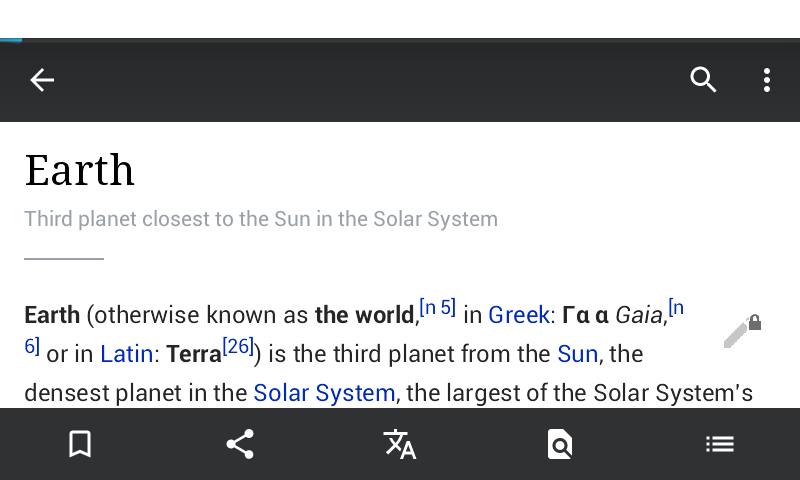 Earth
Third planet closest to the Sun in the Solar System
Earth (otherwise known as the world,[n 5] in Greek: Γα α Gaia,[n
6] or in Latin: Terra[26]) is the third planet from the Sun, the
densest planet in the Solar System, the largest of the Solar System's